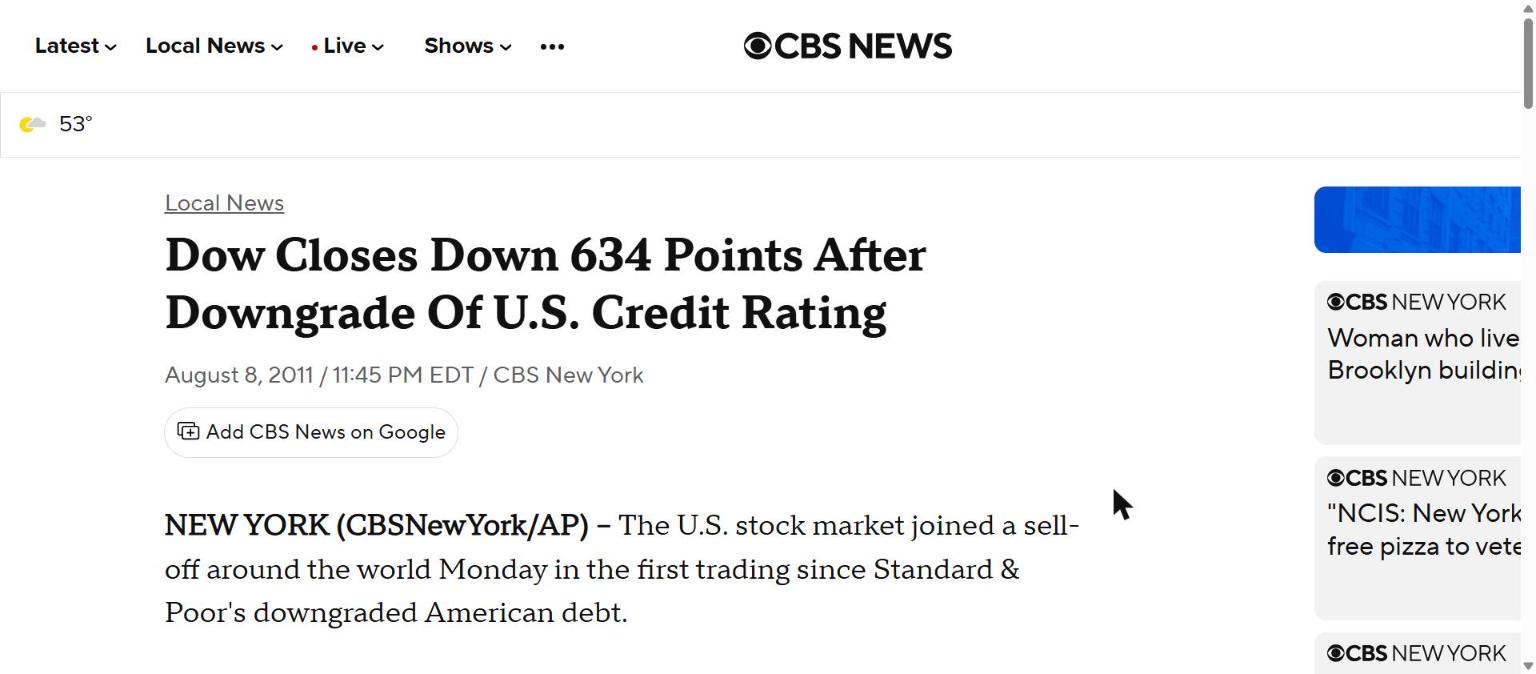 Latest
Local News
Live
Shows
CBS NEWS
53°
Local News
Dow Closes Down 634 Points After
Downgrade Of U.S. Credit Rating
August 8, 2011 / 11:45 PM EDT / CBS New York
Add CBS News on Google
NEW YORK (CBSNewYork/AP) – The U.S. stock market joined a sell-
off around the world Monday in the first trading since Standard &
Poor's downgraded American debt.
CBS NEW YORK
Woman who live
Brooklyn building
CBS NEW YORK
"NCIS: New York
free pizza to vete
CBS NEW YORK